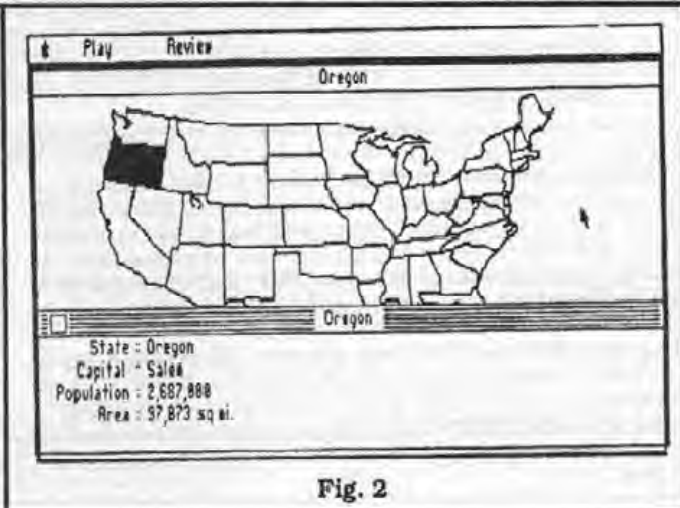 Play Review
Oregon
Oregon
State : Oregon
Capital : Salem
Population : 2,687,000
Area : 97,073 sq mi.
Fig. 2